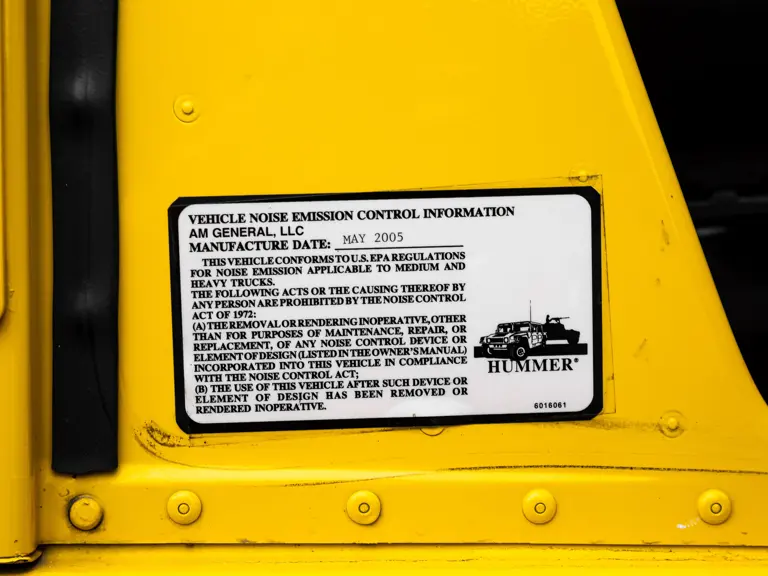 VEHICLE NOISE EMISSION CONTROL INFORMATION
AM GENERAL, LLC
MANUFACTURE DATE: MAY 2005
THIS VEHICLE CONFORMS TO U.S. EPA REGULATIONS
FOR NOISE EMISSION APPLICABLE TO MEDIUM AND
HEAVY TRUCKS.
THE FOLLOWING ACTS OR THE CAUSING THEREOF BY
ANY PERSON ARE PROHIBITED BY THE NOISE CONTROL
ACT OF 1972:
(A) THE REMOVAL OR RENDERING INOPERATIVE, OTHER
THAN FOR PURPOSES OF MAINTENANCE, REPAIR, OR
REPLACEMENT, OF ANY NOISE CONTROL DEVICE OR
ELEMENT OF DESIGN (LISTED IN THE OWNER'S MANUAL)
INCORPORATED INTO THIS VEHICLE IN COMPLIANCE
WITH THE NOISE CONTROL ACT;
(B) THE USE OF THIS VEHICLE AFTER SUCH DEVICE OR
ELEMENT OF DESIGN HAS BEEN REMOVED OR
RENDERED INOPERATIVE.
HUMMER®
6016061